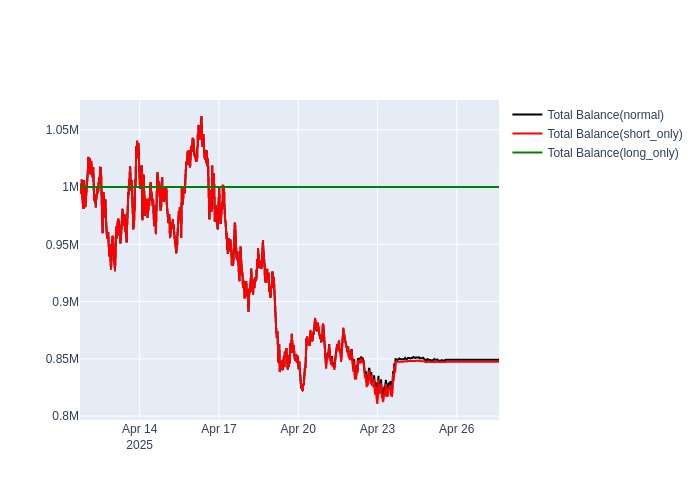 1.05M
1M
0.95M
0.9M
0.85M
0.8M
Apr 14
2025
Apr 17
Apr 20
Apr 23
Apr 26
Total Balance(normal)
Total Balance(short_only)
Total Balance(long_only)